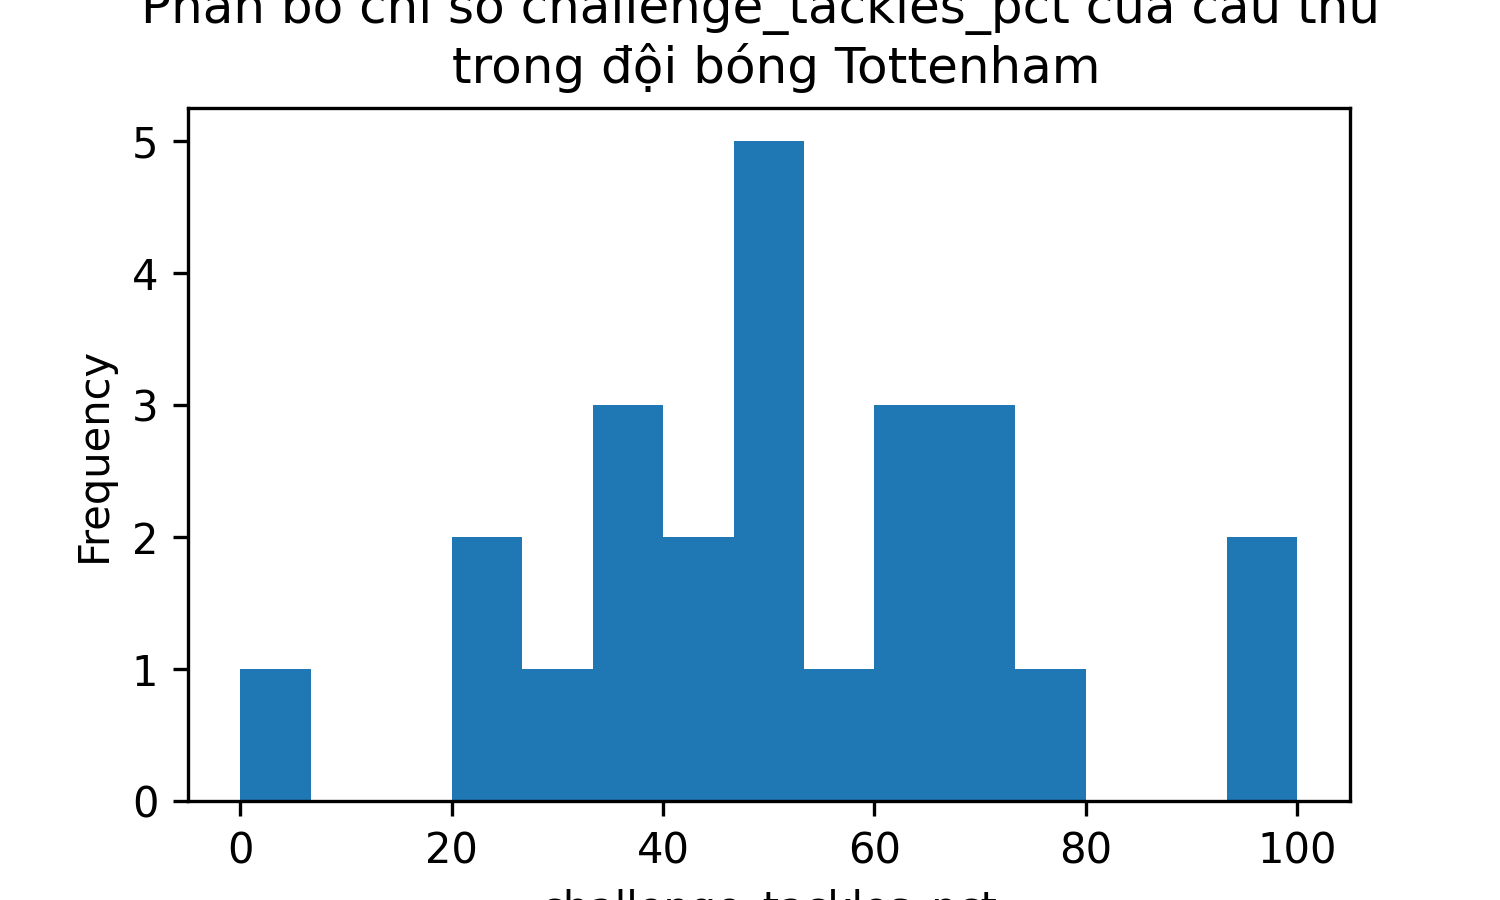 Phân bố chỉ số challenge_tackles_pct của cầu thủ
trong đội bóng Tottenham
5
4
3
2
1
0
Frequency
0 20 40 60 80 100
challenge_tackles_pct